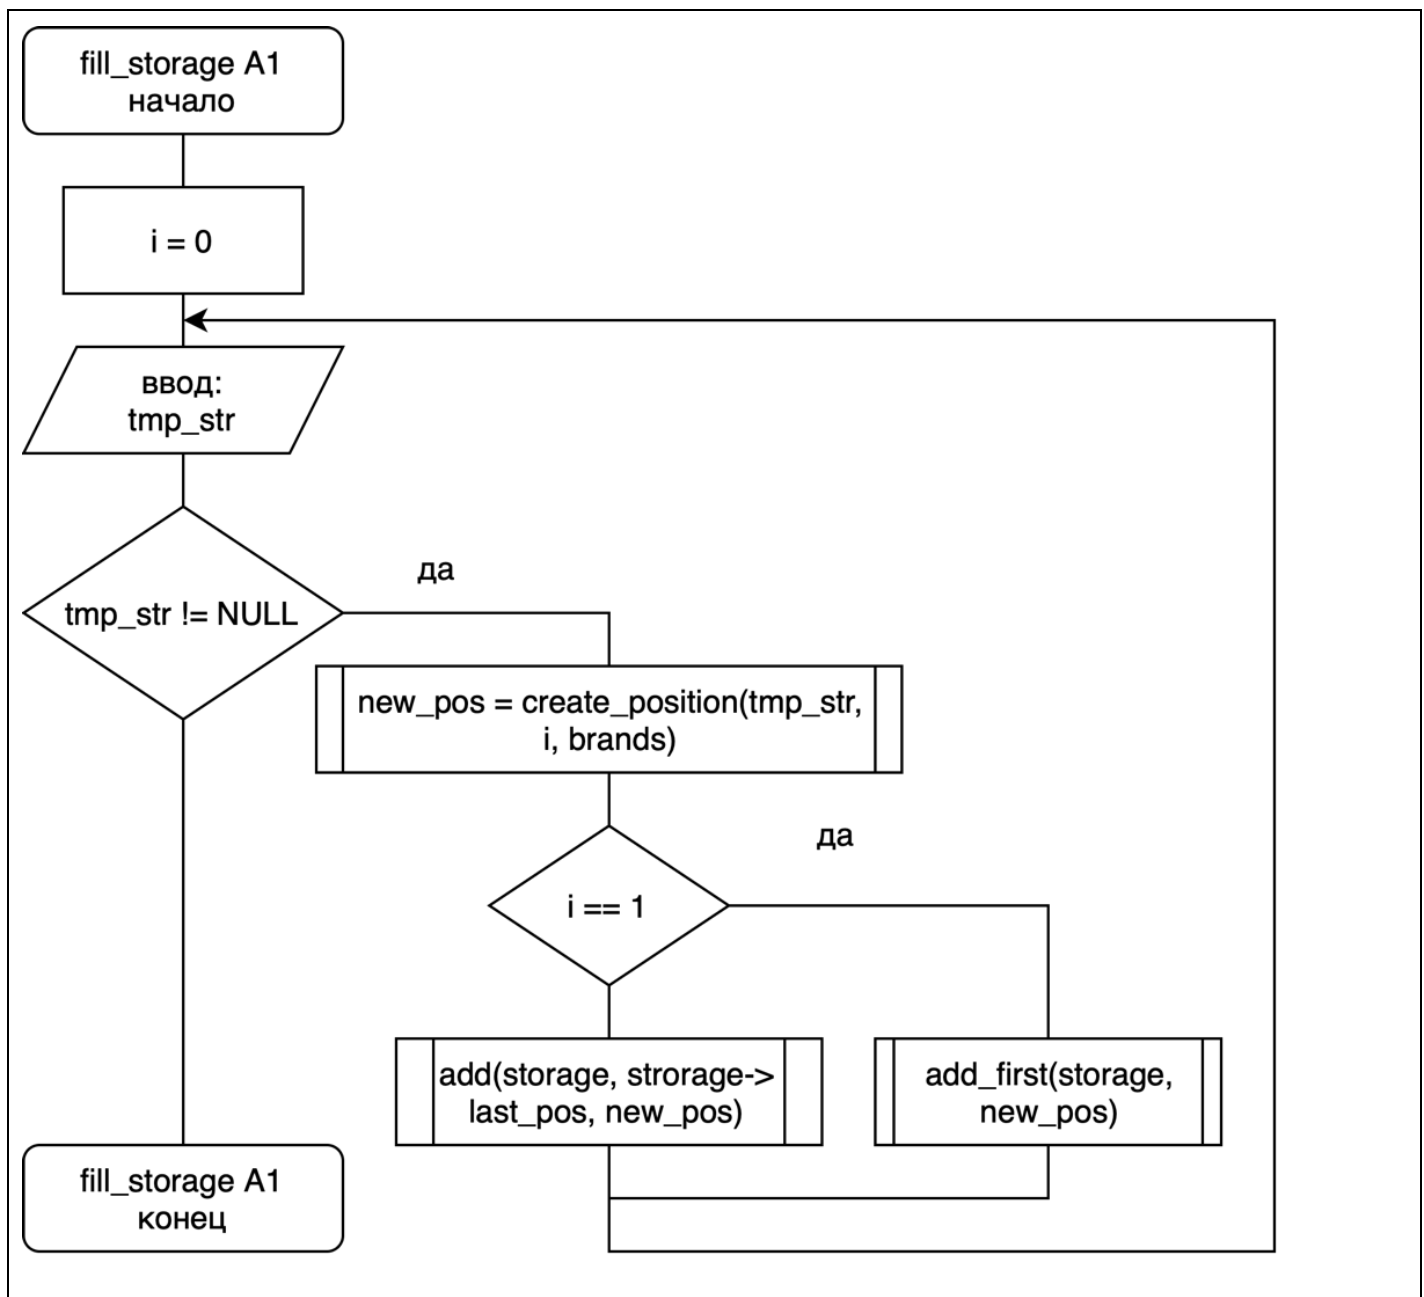 fill_storage A1
начало
i = 0
ввод:
tmp_str
tmp_str != NULL
да
new_pos = create_position(tmp_str,
i, brands)
да
i == 1
add(storage, strorage->
last_pos, new_pos)
add_first(storage,
new_pos)
fill_storage A1
конец